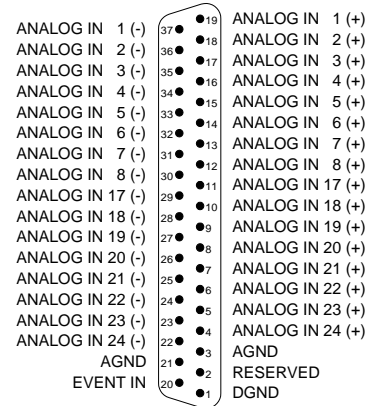 ANALOG IN 1 (-) 37
ANALOG IN 2 (-) 36
ANALOG IN 3 (-) 35
ANALOG IN 4 (-) 34
ANALOG IN 5 (-) 33
ANALOG IN 6 (-) 32
ANALOG IN 7 (-) 31
ANALOG IN 8 (-) 30
ANALOG IN 17 (-) 29
ANALOG IN 18 (-) 28
ANALOG IN 19 (-) 27
ANALOG IN 20 (-) 26
ANALOG IN 21 (-) 25
ANALOG IN 22 (-) 24
ANALOG IN 23 (-) 23
ANALOG IN 24 (-) 22
AGND 21
EVENT IN 20
19 ANALOG IN 1 (+)
18 ANALOG IN 2 (+)
17 ANALOG IN 3 (+)
16 ANALOG IN 4 (+)
15 ANALOG IN 5 (+)
14 ANALOG IN 6 (+)
13 ANALOG IN 7 (+)
12 ANALOG IN 8 (+)
11 ANALOG IN 17 (+)
10 ANALOG IN 18 (+)
9 ANALOG IN 19 (+)
8 ANALOG IN 20 (+)
7 ANALOG IN 21 (+)
6 ANALOG IN 22 (+)
5 ANALOG IN 23 (+)
4 ANALOG IN 24 (+)
3 AGND
2 RESERVED
1 DGND